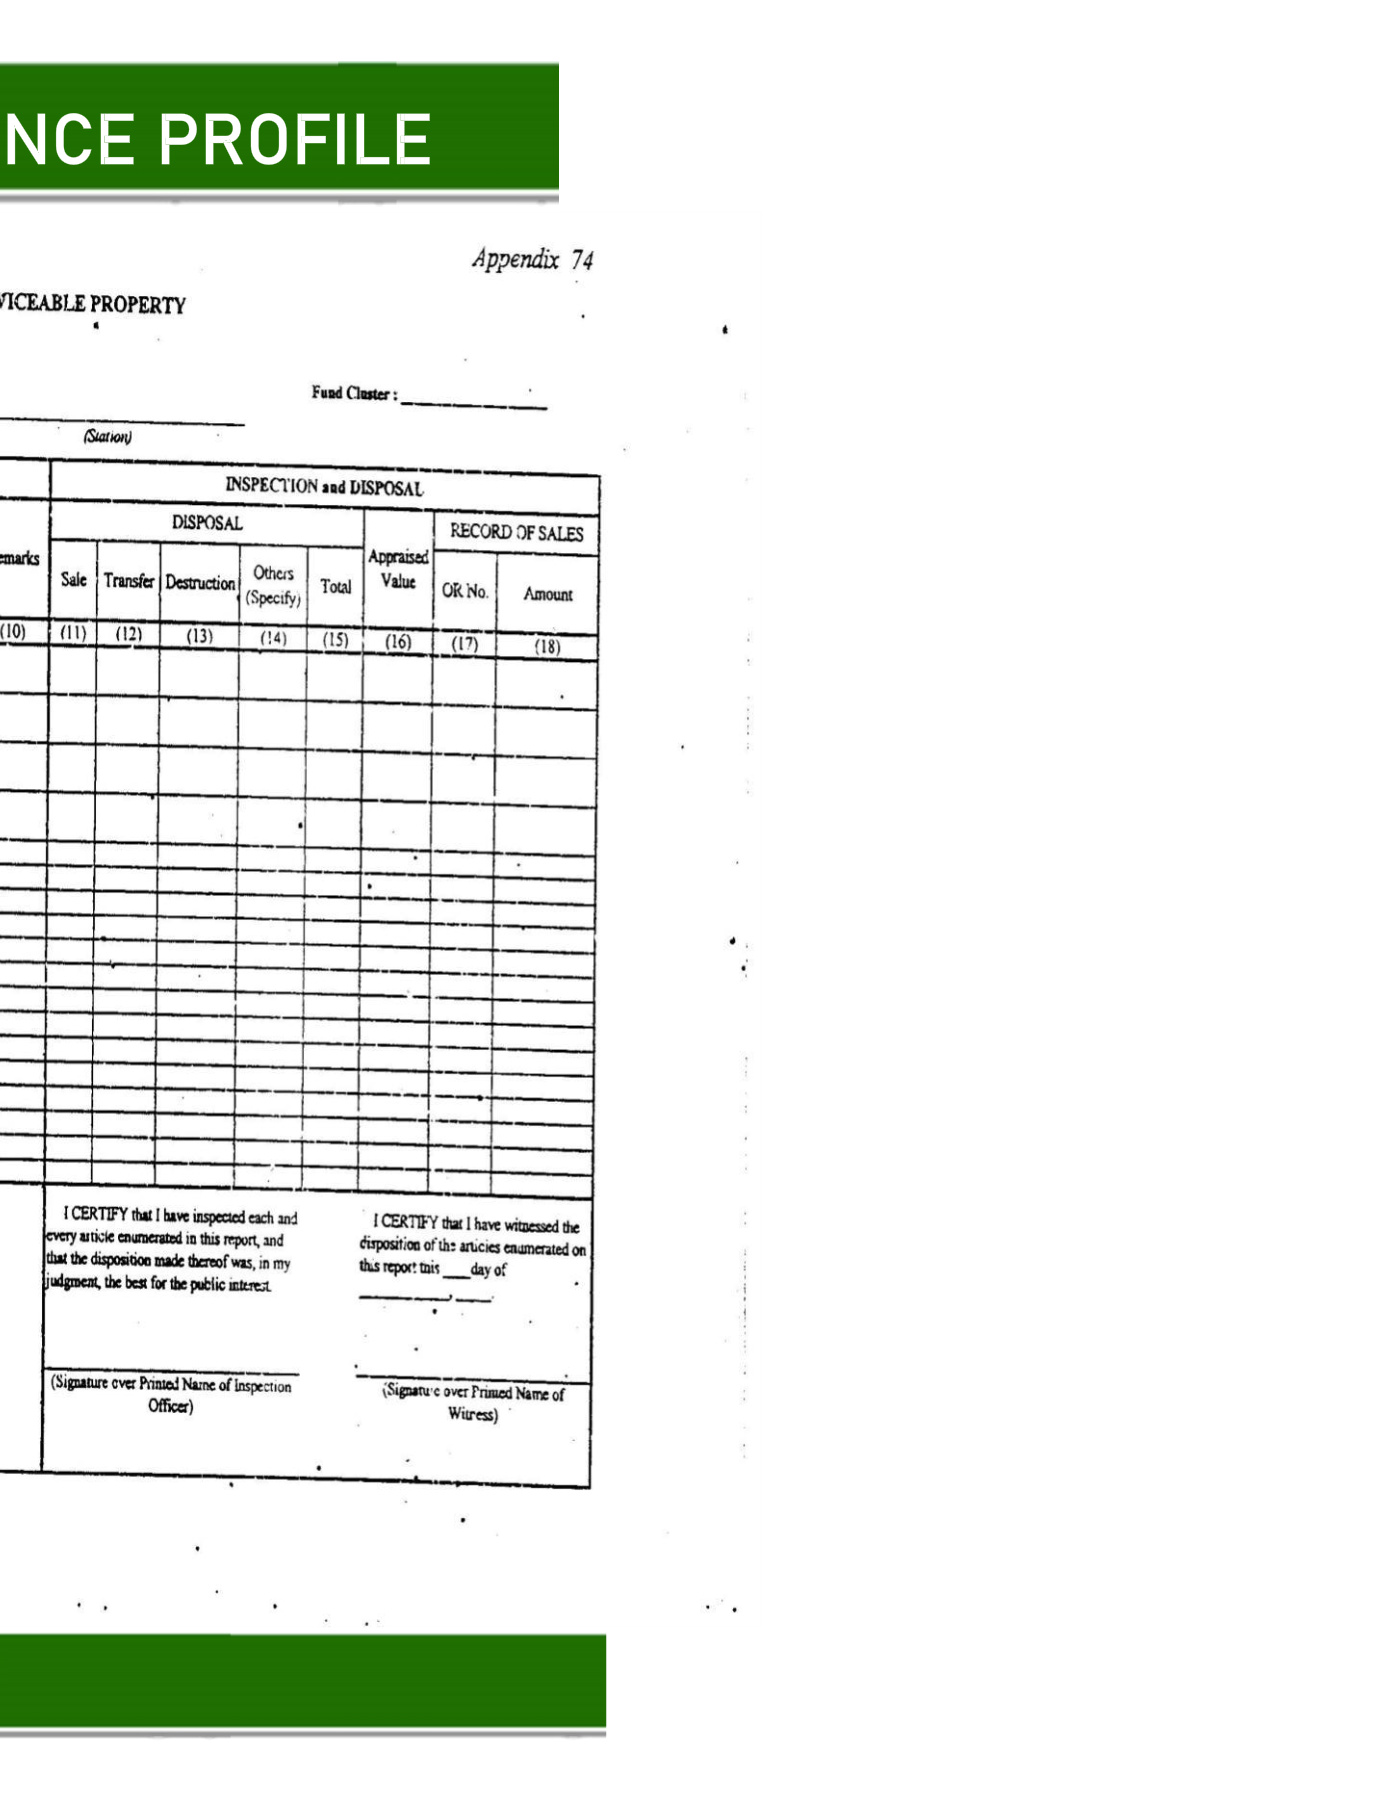 NCE PROFILE
Appendix 74
VICEABLE PROPERTY
Fund Cluster :
(Station)
INSPECTION and DISPOSAL
DISPOSAL
RECORD OF SALES
emarks
Sale
Transfer
Destruction
Others
(Specify)
Total
Appraised
Value
OR No.
Amount
(10)
(11)
(12)
(13)
(14)
(15)
(16)
(17)
(18)
I CERTIFY that I have inspected each and
every article enumerated in this report, and
that the disposition made thereof was, in my
judgment, the best for the public interest.
I CERTIFY that I have witnessed the
disposition of the articles enumerated on
this report this ___day of
__________, ____.
(Signature over Printed Name of Inspection
Officer)
(Signature over Printed Name of
Witness)